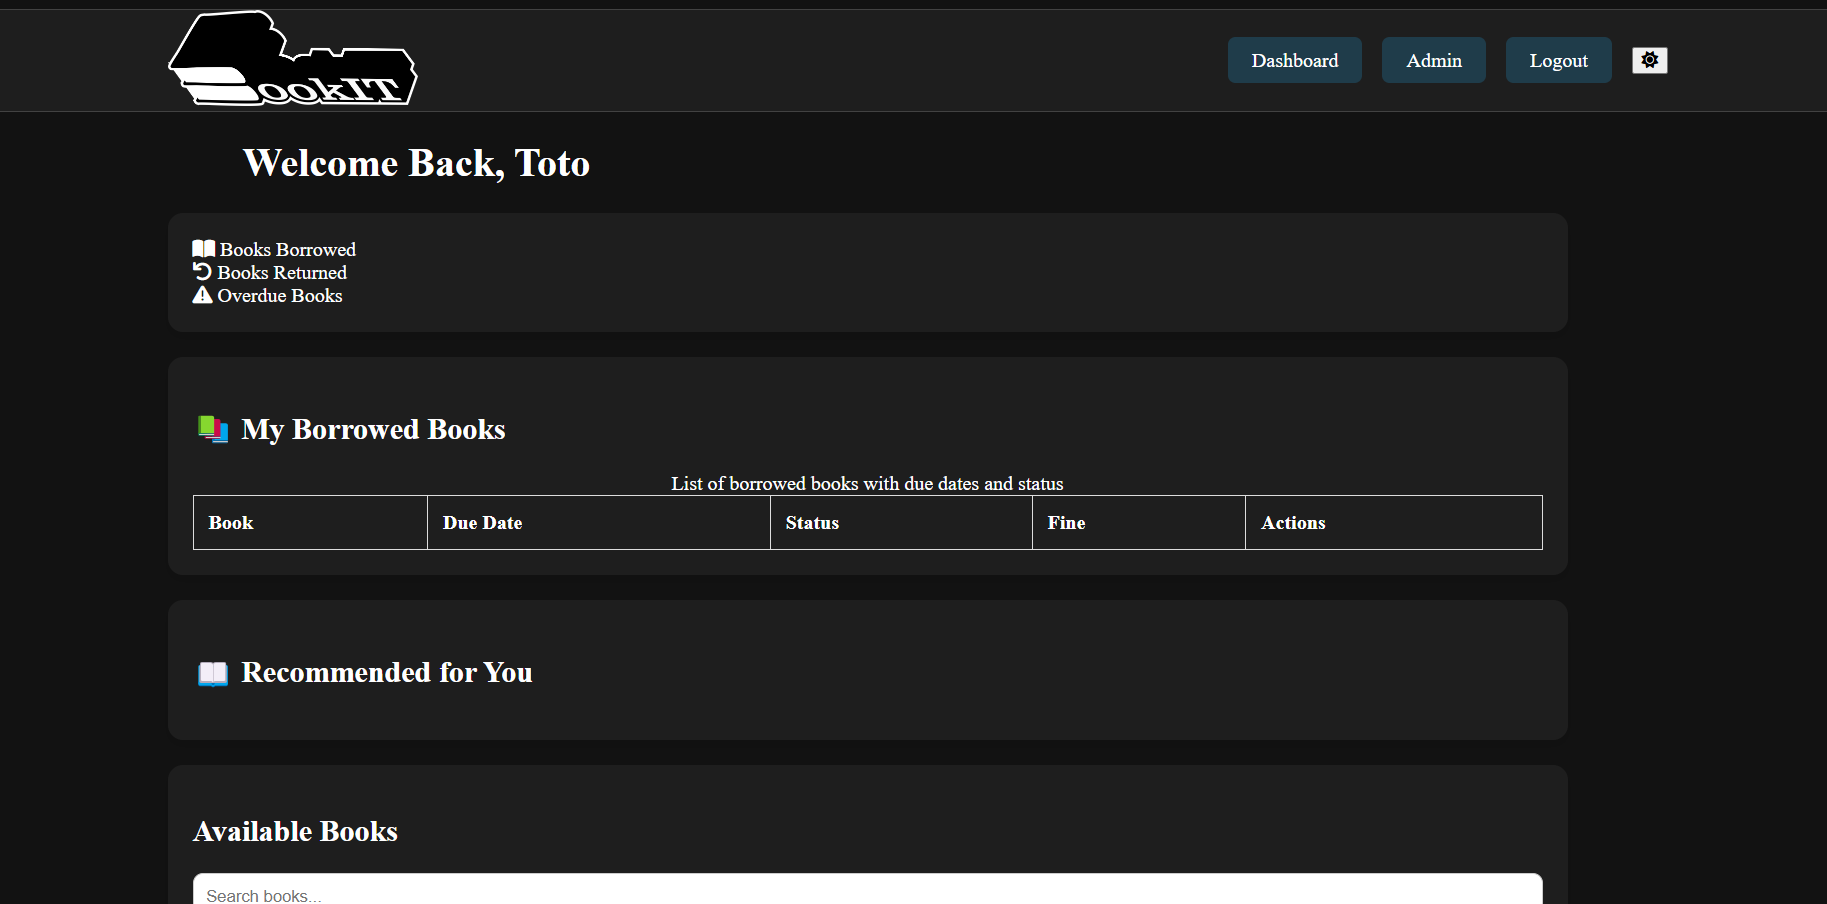 ookIT
Dashboard
Admin
Logout
Welcome Back, Toto
Books Borrowed
Books Returned
Overdue Books
My Borrowed Books
List of borrowed books with due dates and status
Book Due Date Status Fine Actions
Recommended for You
Available Books
Search books...